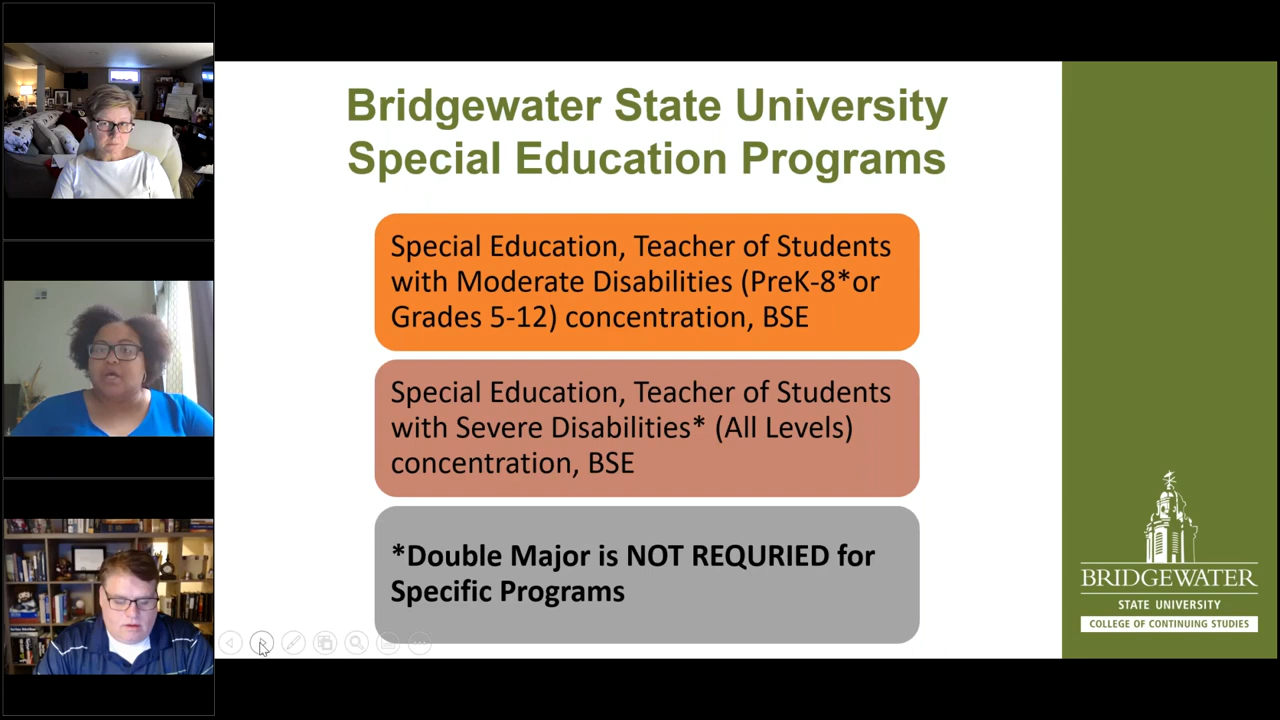 Bridgewater State University
Special Education Programs
Special Education, Teacher of Students
with Moderate Disabilities (PreK-8*or
Grades 5-12) concentration, BSE
Special Education, Teacher of Students
with Severe Disabilities* (All Levels)
concentration, BSE
*Double Major is NOT REQURIED for
Specific Programs
BRIDGEWATER
STATE UNIVERSITY
COLLEGE OF CONTINUING STUDIES